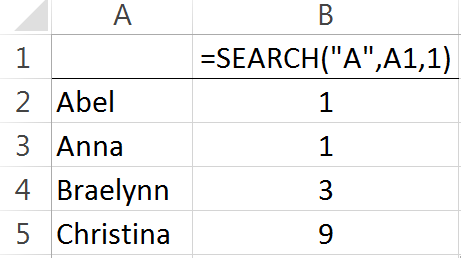 A B
1 =SEARCH("A",A1,1)
2 Abel 1
3 Anna 1
4 Braelynn 3
5 Christina 9